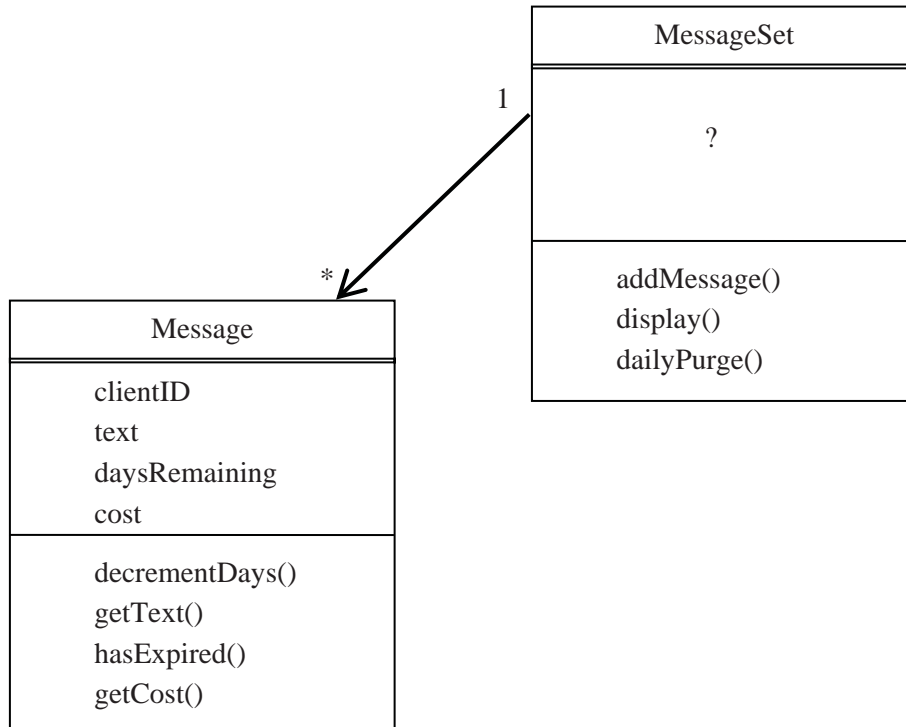 MessageSet
1
?
*
addMessage()
display()
dailyPurge()
Message
clientID
text
daysRemaining
cost
decrementDays()
getText()
hasExpired()
getCost()